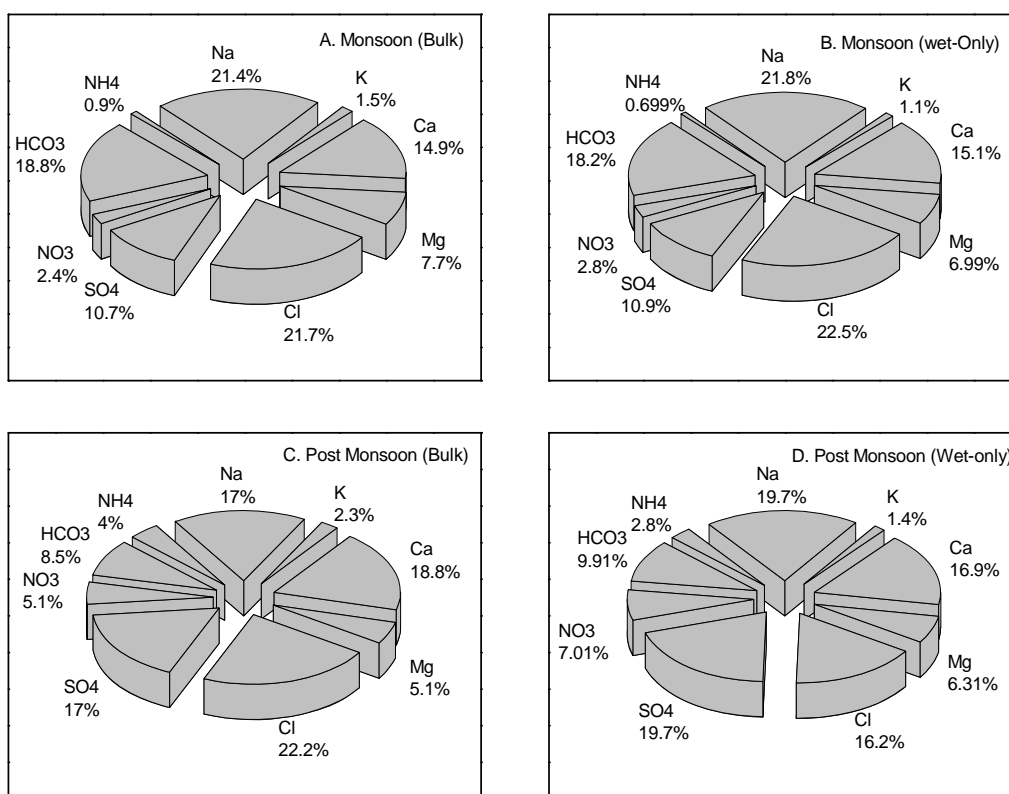 A. Monsoon (Bulk)
Na
21.4%
K
1.5%
Ca
14.9%
Mg
7.7%
Cl
21.7%
SO4
10.7%
NO3
2.4%
HCO3
18.8%
NH4
0.9%
B. Monsoon (wet-Only)
Na
21.8%
K
1.1%
Ca
15.1%
Mg
6.99%
Cl
22.5%
SO4
10.9%
NO3
2.8%
HCO3
18.2%
NH4
0.699%
C. Post Monsoon (Bulk)
Na
17%
K
2.3%
Ca
18.8%
Mg
5.1%
Cl
22.2%
SO4
17%
NO3
5.1%
HCO3
8.5%
NH4
4%
D. Post Monsoon (Wet-only)
Na
19.7%
K
1.4%
Ca
16.9%
Mg
6.31%
Cl
16.2%
SO4
19.7%
NO3
7.01%
HCO3
9.91%
NH4
2.8%